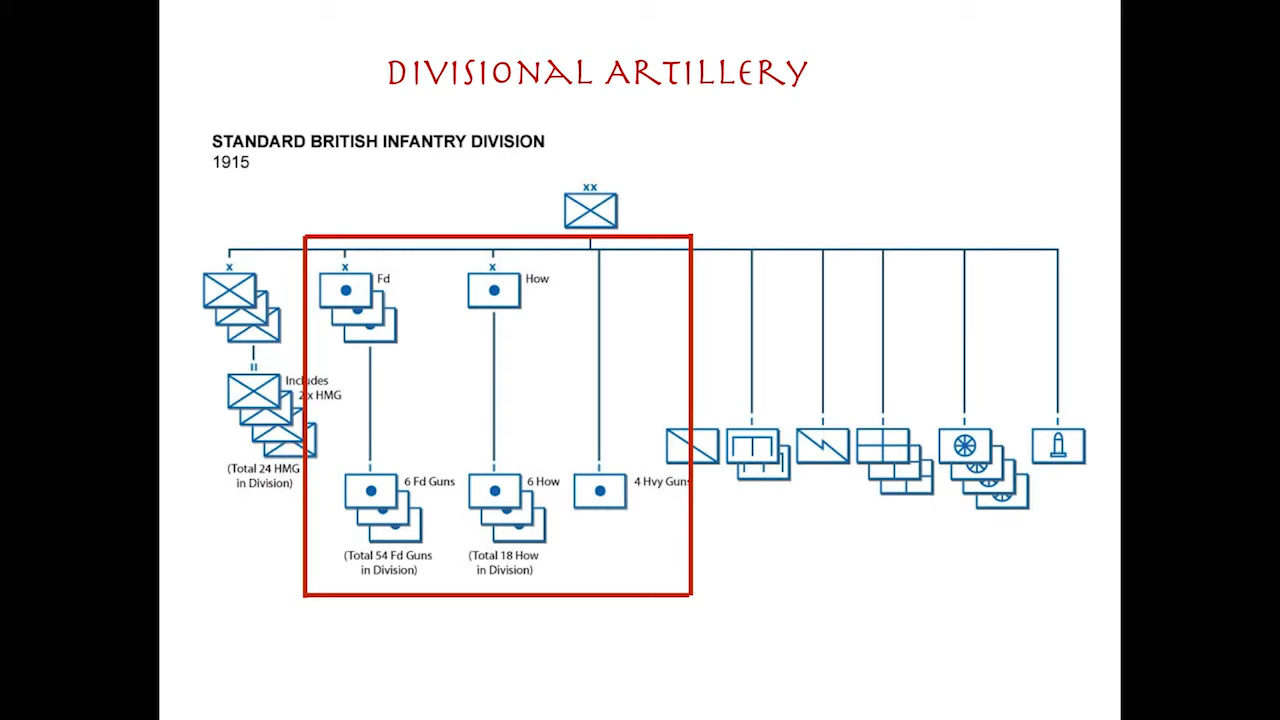 DIVISIONAL ARTILLERY
STANDARD BRITISH INFANTRY DIVISION
1915
XX
X
X
X
Fd
How
II
Includes
2 x HMG
(Total 24 HMG
in Division)
I
I
I
I
I
I
I
I
6 Fd Guns
6 How
4 Hvy Guns
(Total 54 Fd Guns
in Division)
(Total 18 How
in Division)